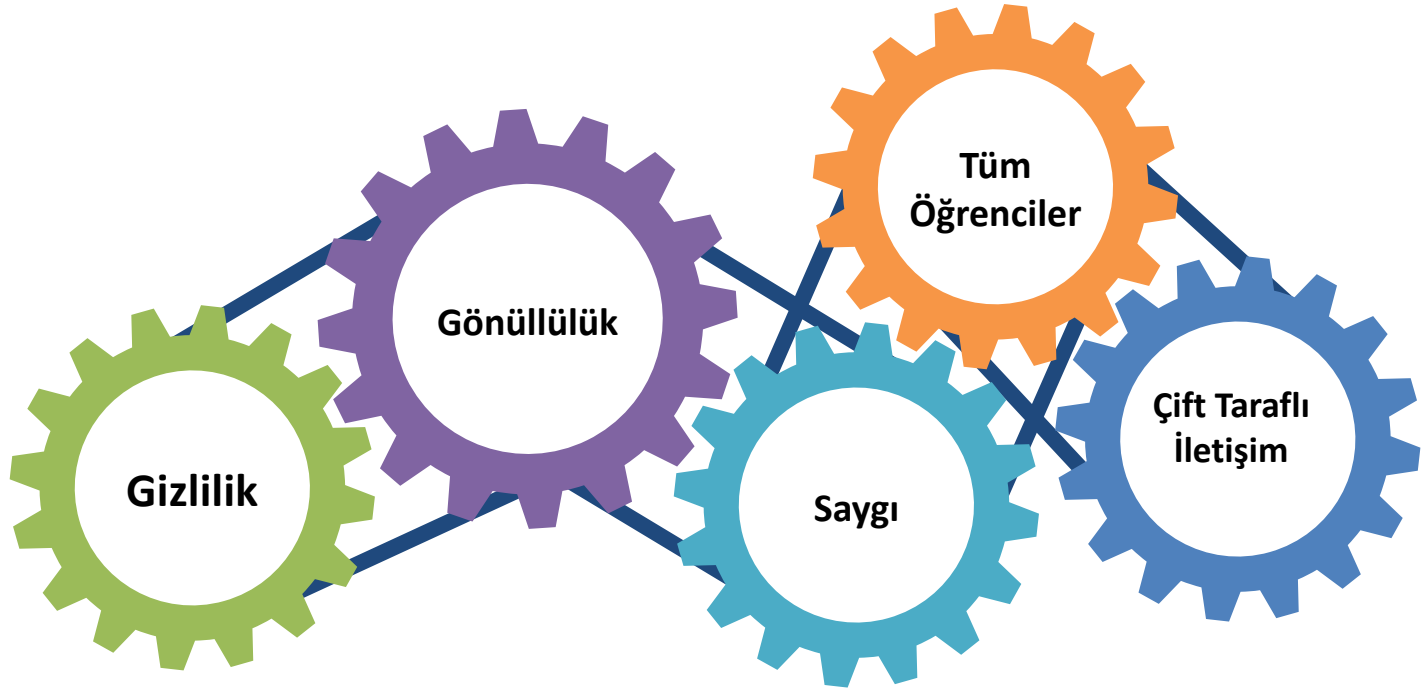 Gizlilik
Gönüllülük
Saygı
Tüm
Öğrenciler
Çift Taraflı
İletişim